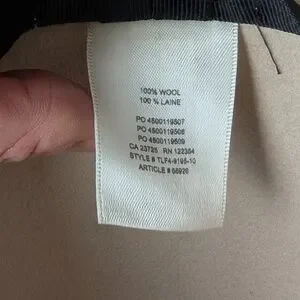 100% WOOL
100 % LAINE
PO 4500119507
PO 4500119508
PO 4500119509
CA 23725 RN 122364
STYLE # TLF4-9195-10
ARTICLE # 66926